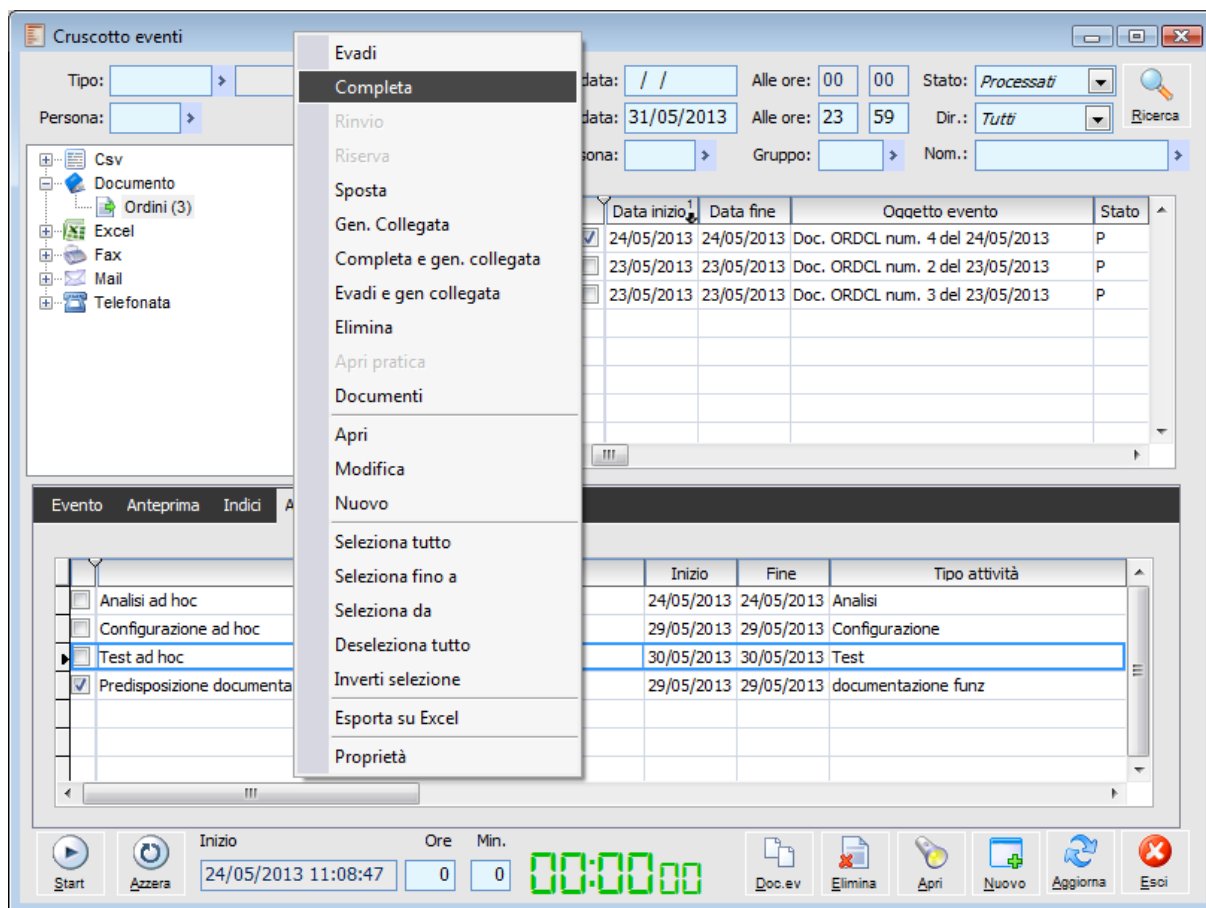 Cruscotto eventi
Tipo:
data: / / Alle ore: 00 00 Stato: Processati
Persona:
data: 31/05/2013 Alle ore: 23 59 Dir.: Tutti
Ricerca
sona: Gruppo: Nom.:
Csv
Documento
Ordini (3)
Excel
Fax
Mail
Telefonata
Data inizio 1 Data fine Oggetto evento Stato
24/05/2013 24/05/2013 Doc. ORDCL num. 4 del 24/05/2013 P
23/05/2013 23/05/2013 Doc. ORDCL num. 2 del 23/05/2013 P
23/05/2013 23/05/2013 Doc. ORDCL num. 3 del 23/05/2013 P
Evadi
Completa
Rinvio
Riserva
Sposta
Gen. Collegata
Completa e gen. collegata
Evadi e gen collegata
Elimina
Apri pratica
Documenti
Apri
Modifica
Nuovo
Seleziona tutto
Seleziona fino a
Seleziona da
Deseleziona tutto
Inverti selezione
Esporta su Excel
Proprietà
Evento Anteprima Indici A
Inizio Fine Tipo attività
Analisi ad hoc 24/05/2013 24/05/2013 Analisi
Configurazione ad hoc 29/05/2013 29/05/2013 Configurazione
Test ad hoc 30/05/2013 30/05/2013 Test
Predisposizione documenta 29/05/2013 29/05/2013 documentazione funz
Inizio Ore Min.
24/05/2013 11:08:47 0 0 00:00 00
Start Azzera Doc.ev Elimina Apri Nuovo Aggiorna Esci